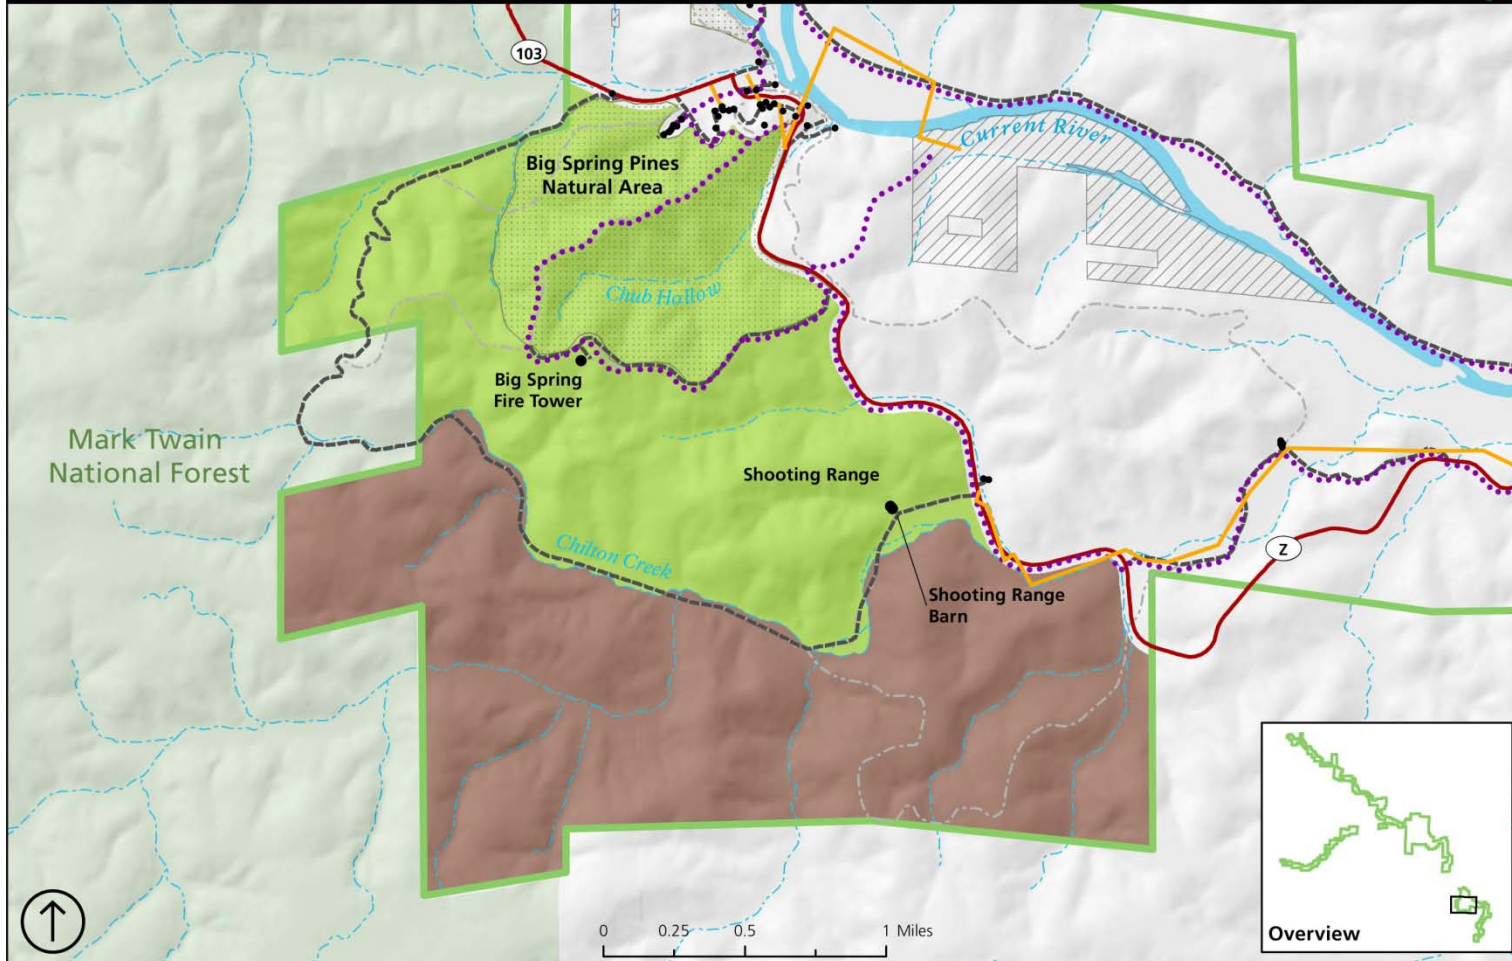 103
Current River
Big Spring Pines
Natural Area
Chub Hollow
Big Spring
Fire Tower
Mark Twain
National Forest
Shooting Range
Chilton Creek
Z
Shooting Range
Barn
0 0.25 0.5 1 Miles
Overview